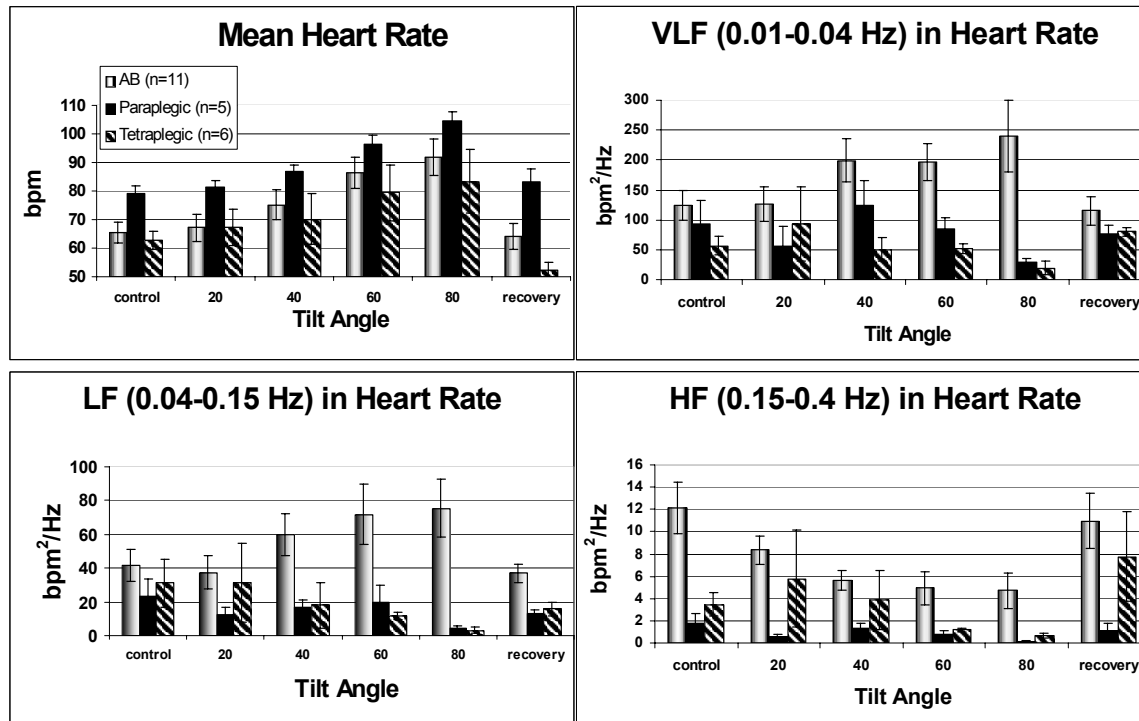 Mean Heart Rate
AB (n=11)
Paraplegic (n=5)
Tetraplegic (n=6)
bpm
110
100
90
80
70
60
50
control 20 40 60 80 recovery
Tilt Angle
VLF (0.01-0.04 Hz) in Heart Rate
bpm²/Hz
300
250
200
150
100
50
0
control 20 40 60 80 recovery
Tilt Angle
LF (0.04-0.15 Hz) in Heart Rate
bpm²/Hz
100
80
60
40
20
0
control 20 40 60 80 recovery
Tilt Angle
HF (0.15-0.4 Hz) in Heart Rate
bpm²/Hz
16
14
12
10
8
6
4
2
0
control 20 40 60 80 recovery
Tilt Angle